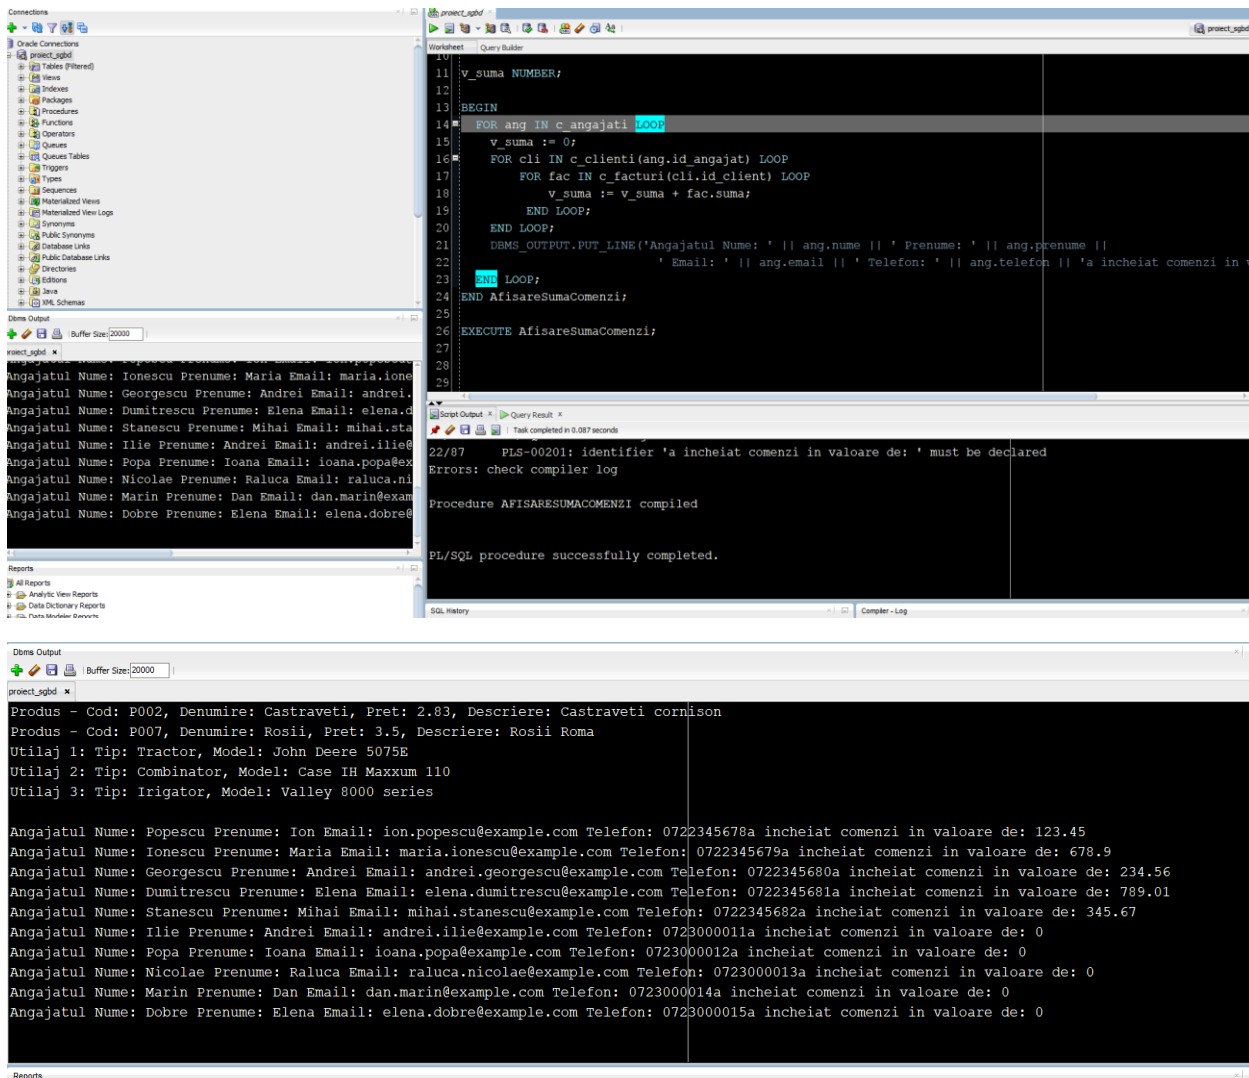 Connections
Oracle Connections
proiect_sgbd
Tables (Filtered)
Views
Indexes
Packages
Procedures
Functions
Operators
Queues
Queues Tables
Triggers
Types
Sequences
Materialized Views
Materialized View Logs
Synonyms
Public Synonyms
Database Links
Public Database Links
Directories
Editions
Java
XML Schemas
Dbms Output
Buffer Size: 20000
proiect_sgbd
Angajatul Nume: Ionescu Prenume: Maria Email: maria.ione
Angajatul Nume: Georgescu Prenume: Andrei Email: andrei.
Angajatul Nume: Dumitrescu Prenume: Elena Email: elena.d
Angajatul Nume: Stanescu Prenume: Mihai Email: mihai.sta
Angajatul Nume: Ilie Prenume: Andrei Email: andrei.ilie@
Angajatul Nume: Popa Prenume: Ioana Email: ioana.popa@ex
Angajatul Nume: Nicolae Prenume: Raluca Email: raluca.ni
Angajatul Nume: Marin Prenume: Dan Email: dan.marin@exam
Angajatul Nume: Dobre Prenume: Elena Email: elena.dobre@
Reports
All Reports
Analytic View Reports
Data Dictionary Reports
Data Modeler Reports
proiect_sgbd
proiect_sgbd
Worksheet Query Builder
10
11 v_suma NUMBER;
12
13 BEGIN
14 FOR ang IN c_angajati LOOP
15 v_suma := 0;
16 FOR cli IN c_clienti(ang.id_angajat) LOOP
17 FOR fac IN c_facturi(cli.id_client) LOOP
18 v_suma := v_suma + fac.suma;
19 END LOOP;
20 END LOOP;
21 DBMS_OUTPUT.PUT_LINE('Angajatul Nume: ' || ang.nume || ' Prenume: ' || ang.prenume ||
22 ' Email: ' || ang.email || ' Telefon: ' || ang.telefon || 'a incheiat comenzi in v
23 END LOOP;
24 END AfisareSumaComenzi;
25
26 EXECUTE AfisareSumaComenzi;
27
28
29
Script Output Query Result
Task completed in 0.087 seconds
22/87 PLS-00201: identifier 'a incheiat comenzi in valoare de: ' must be declared
Errors: check compiler log
Procedure AFISARESUMACOMENZI compiled
PL/SQL procedure successfully completed.
SQL History
Compiler - Log
Dbms Output
Buffer Size: 20000
proiect_sgbd
Produs - Cod: P002, Denumire: Castraveti, Pret: 2.83, Descriere: Castraveti cornison
Produs - Cod: P007, Denumire: Rosii, Pret: 3.5, Descriere: Rosii Roma
Utilaj 1: Tip: Tractor, Model: John Deere 5075E
Utilaj 2: Tip: Combinator, Model: Case IH Maxxum 110
Utilaj 3: Tip: Irigator, Model: Valley 8000 series
Angajatul Nume: Popescu Prenume: Ion Email: ion.popescu@example.com Telefon: 0722345678a incheiat comenzi in valoare de: 123.45
Angajatul Nume: Ionescu Prenume: Maria Email: maria.ionescu@example.com Telefon: 0722345679a incheiat comenzi in valoare de: 678.9
Angajatul Nume: Georgescu Prenume: Andrei Email: andrei.georgescu@example.com Telefon: 0722345680a incheiat comenzi in valoare de: 234.56
Angajatul Nume: Dumitrescu Prenume: Elena Email: elena.dumitrescu@example.com Telefon: 0722345681a incheiat comenzi in valoare de: 789.01
Angajatul Nume: Stanescu Prenume: Mihai Email: mihai.stanescu@example.com Telefon: 0722345682a incheiat comenzi in valoare de: 345.67
Angajatul Nume: Ilie Prenume: Andrei Email: andrei.ilie@example.com Telefon: 0723000011a incheiat comenzi in valoare de: 0
Angajatul Nume: Popa Prenume: Ioana Email: ioana.popa@example.com Telefon: 0723000012a incheiat comenzi in valoare de: 0
Angajatul Nume: Nicolae Prenume: Raluca Email: raluca.nicolae@example.com Telefon: 0723000013a incheiat comenzi in valoare de: 0
Angajatul Nume: Marin Prenume: Dan Email: dan.marin@example.com Telefon: 0723000014a incheiat comenzi in valoare de: 0
Angajatul Nume: Dobre Prenume: Elena Email: elena.dobre@example.com Telefon: 0723000015a incheiat comenzi in valoare de: 0
Reports